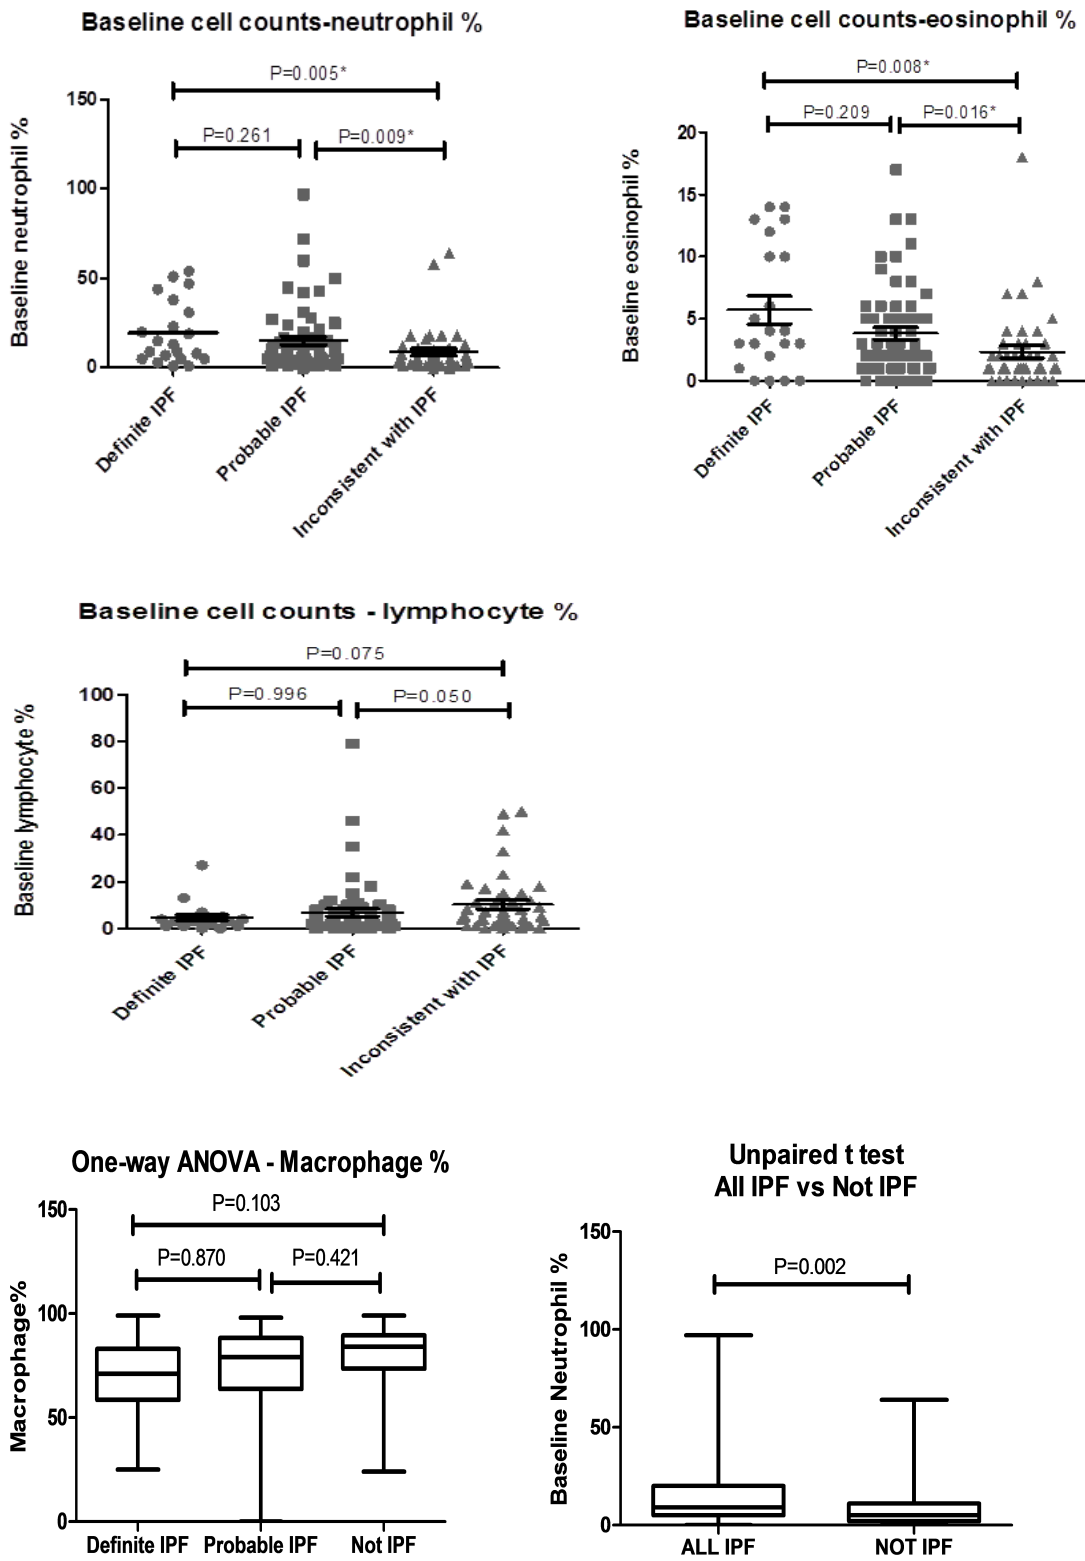 Baseline cell counts-neutrophil %
P=0.005*
P=0.261
P=0.009*
150
100
50
0
Baseline neutrophil %
Definite IPF
Probable IPF
Inconsistent with IPF
Baseline cell counts-eosinophil %
P=0.008*
P=0.209
P=0.016*
20
15
10
5
0
Baseline eosinophil %
Definite IPF
Probable IPF
Inconsistent with IPF
Baseline cell counts - lymphocyte %
P=0.075
P=0.996
P=0.050
100
80
60
40
20
0
Baseline lymphocyte %
Definite IPF
Probable IPF
Inconsistent with IPF
One-way ANOVA - Macrophage %
P=0.103
P=0.870
P=0.421
150
100
50
0
Macrophage%
Definite IPF
Probable IPF
Not IPF
Unpaired t test
All IPF vs Not IPF
P=0.002
150
100
50
0
Baseline Neutrophil %
ALL IPF
NOT IPF